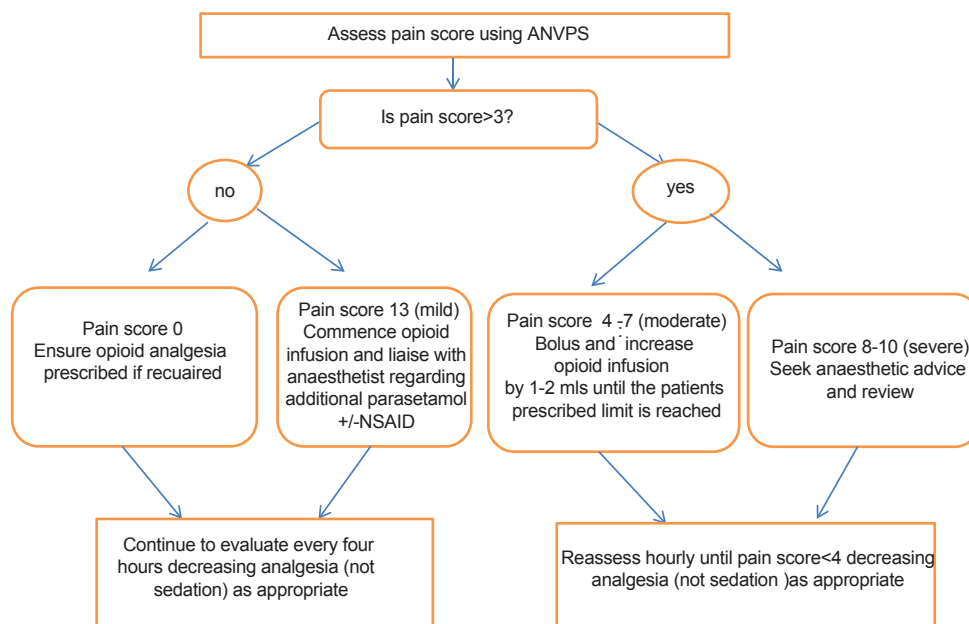 Assess pain score using ANVPS
Is pain score>3?
no
yes
Pain score 0
Ensure opioid analgesia
prescribed if recuaired
Pain score 13 (mild)
Commence opioid
infusion and liaise with
anaesthetist regarding
additional parasetamol
+/-NSAID
Pain score 4 -7 (moderate)
Bolus and increase
opioid infusion
by 1-2 mls until the patients
prescribed limit is reached
Pain score 8-10 (severe)
Seek anaesthetic advice
and review
Continue to evaluate every four
hours decreasing analgesia (not
sedation) as appropriate
Reassess hourly until pain score<4 decreasing
analgesia (not sedation )as appropriate